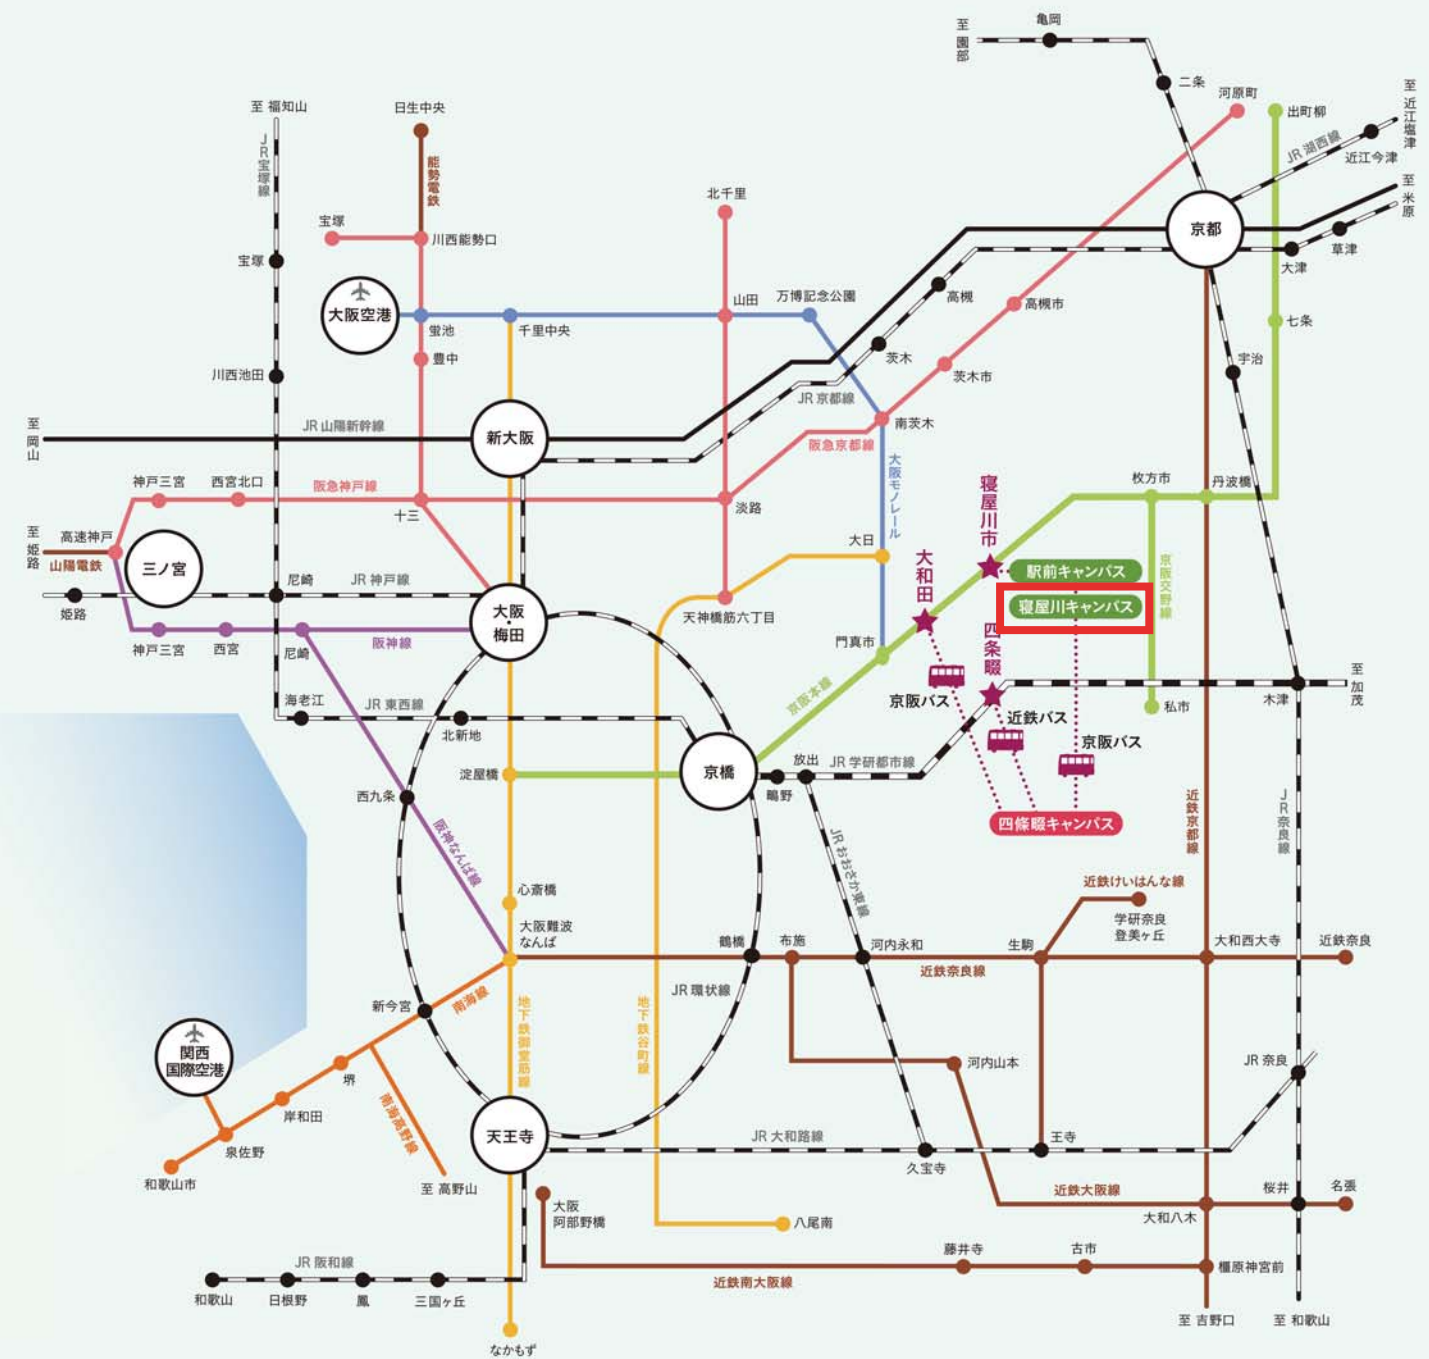 至 園部
亀岡
二条
河原町
出町柳
至 近江塩津
JR 湖西線
近江今津
至 米原
京都
草津
大津
至 福知山
JR宝塚線
日生中央
能勢電鉄
宝塚
川西能勢口
北千里
宝塚
大阪空港
蛍池
千里中央
山田
万博記念公園
高槻
高槻市
七条
豊中
茨木
茨木市
宇治
川西池田
JR 京都線
至 岡山
JR 山陽新幹線
新大阪
南茨木
阪急京都線
大阪モノレール
神戸三宮
西宮北口
阪急神戸線
十三
淡路
寝屋川市
枚方市
丹波橋
至 姫路
高速神戸
山陽電鉄
三ノ宮
大日
大和田
駅前キャンパス
寝屋川キャンパス
京阪交野線
姫路
尼崎
JR 神戸線
大阪・梅田
天神橋筋六丁目
四条畷
神戸三宮
西宮
尼崎
阪神線
門真市
京阪本線
京阪バス
近鉄バス
京阪バス
私市
木津
至 加茂
海老江
JR 東西線
北新地
淀屋橋
京橋
鴫野
放出
JR 学研都市線
四條畷キャンパス
西九条
阪神なんば線
JRおおさか東線
近鉄京都線
JR奈良線
心斎橋
大阪難波
なんば
鶴橋
布施
河内永和
生駒
近鉄けいはんな線
学研奈良
登美ヶ丘
大和西大寺
近鉄奈良
近鉄奈良線
新今宮
南海線
JR 環状線
地下鉄御堂筋線
地下鉄谷町線
関西
国際空港
堺
岸和田
泉佐野
和歌山市
南海高野線
至 高野山
天王寺
河内山本
JR 奈良
JR 大和路線
久宝寺
王寺
近鉄大阪線
大和八木
桜井
名張
大阪
阿部野橋
八尾南
藤井寺
古市
橿原神宮前
近鉄南大阪線
JR 阪和線
和歌山
日根野
鳳
三国ヶ丘
なかもず
至 吉野口
至 和歌山